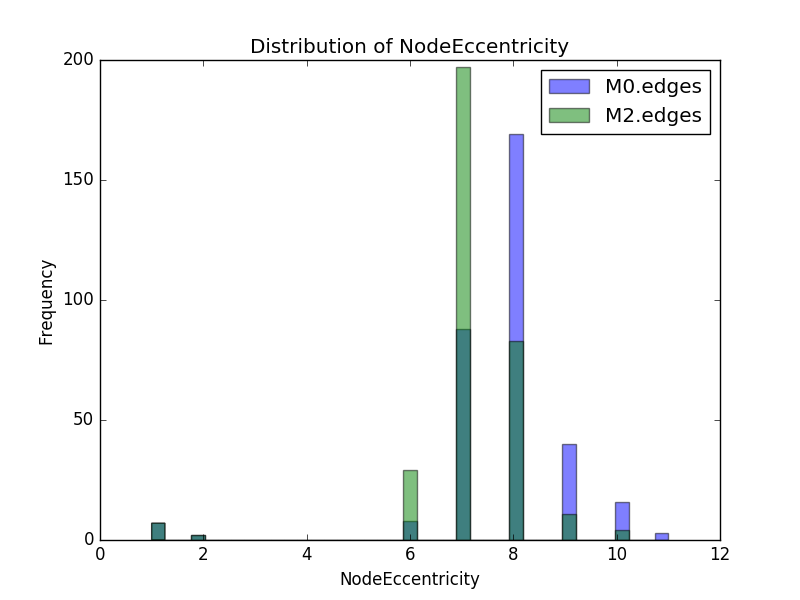 Distribution of NodeEccentricity
200
150
100
50
0
Frequency
M0.edges
M2.edges
0 2 4 6 8 10 12
NodeEccentricity